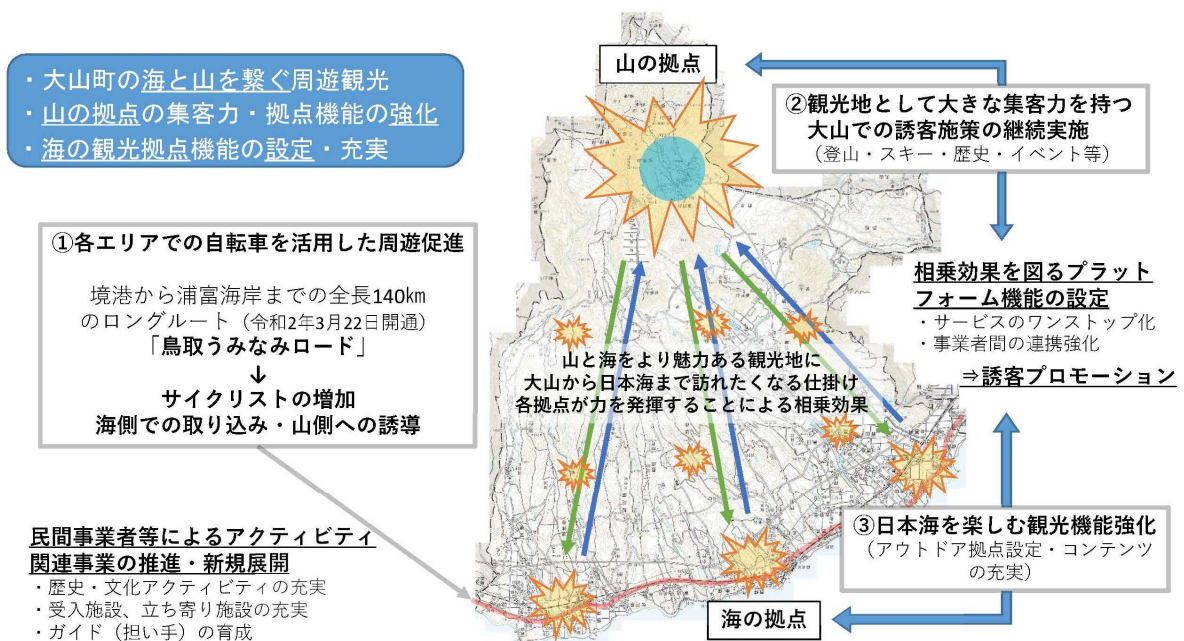 ・大山町の海と山を繋ぐ周遊観光
・山の拠点の集客力・拠点機能の強化
・海の観光拠点機能の設定・充実
山の拠点
②観光地として大きな集客力を持つ
大山での誘客施策の継続実施
（登山・スキー・歴史・イベント等）
①各エリアでの自転車を活用した周遊促進
境港から浦富海岸までの全長140㎞
のロングルート（令和2年3月22日開通）
「鳥取うみなみロード」
↓
サイクリストの増加
海側での取り込み・山側への誘導
相乗効果を図るプラット
フォーム機能の設定
・サービスのワンストップ化
・事業者間の連携強化
⇒誘客プロモーション
山と海をより魅力ある観光地に
大山から日本海まで訪れたくなる仕掛け
各拠点が力を発揮することによる相乗効果
民間事業者等によるアクティビティ
関連事業の推進・新規展開
・歴史・文化アクティビティの充実
・受入施設、立ち寄り施設の充実
・ガイド（担い手）の育成
③日本海を楽しむ観光機能強化
（アウトドア拠点設定・コンテンツ
の充実）
海の拠点